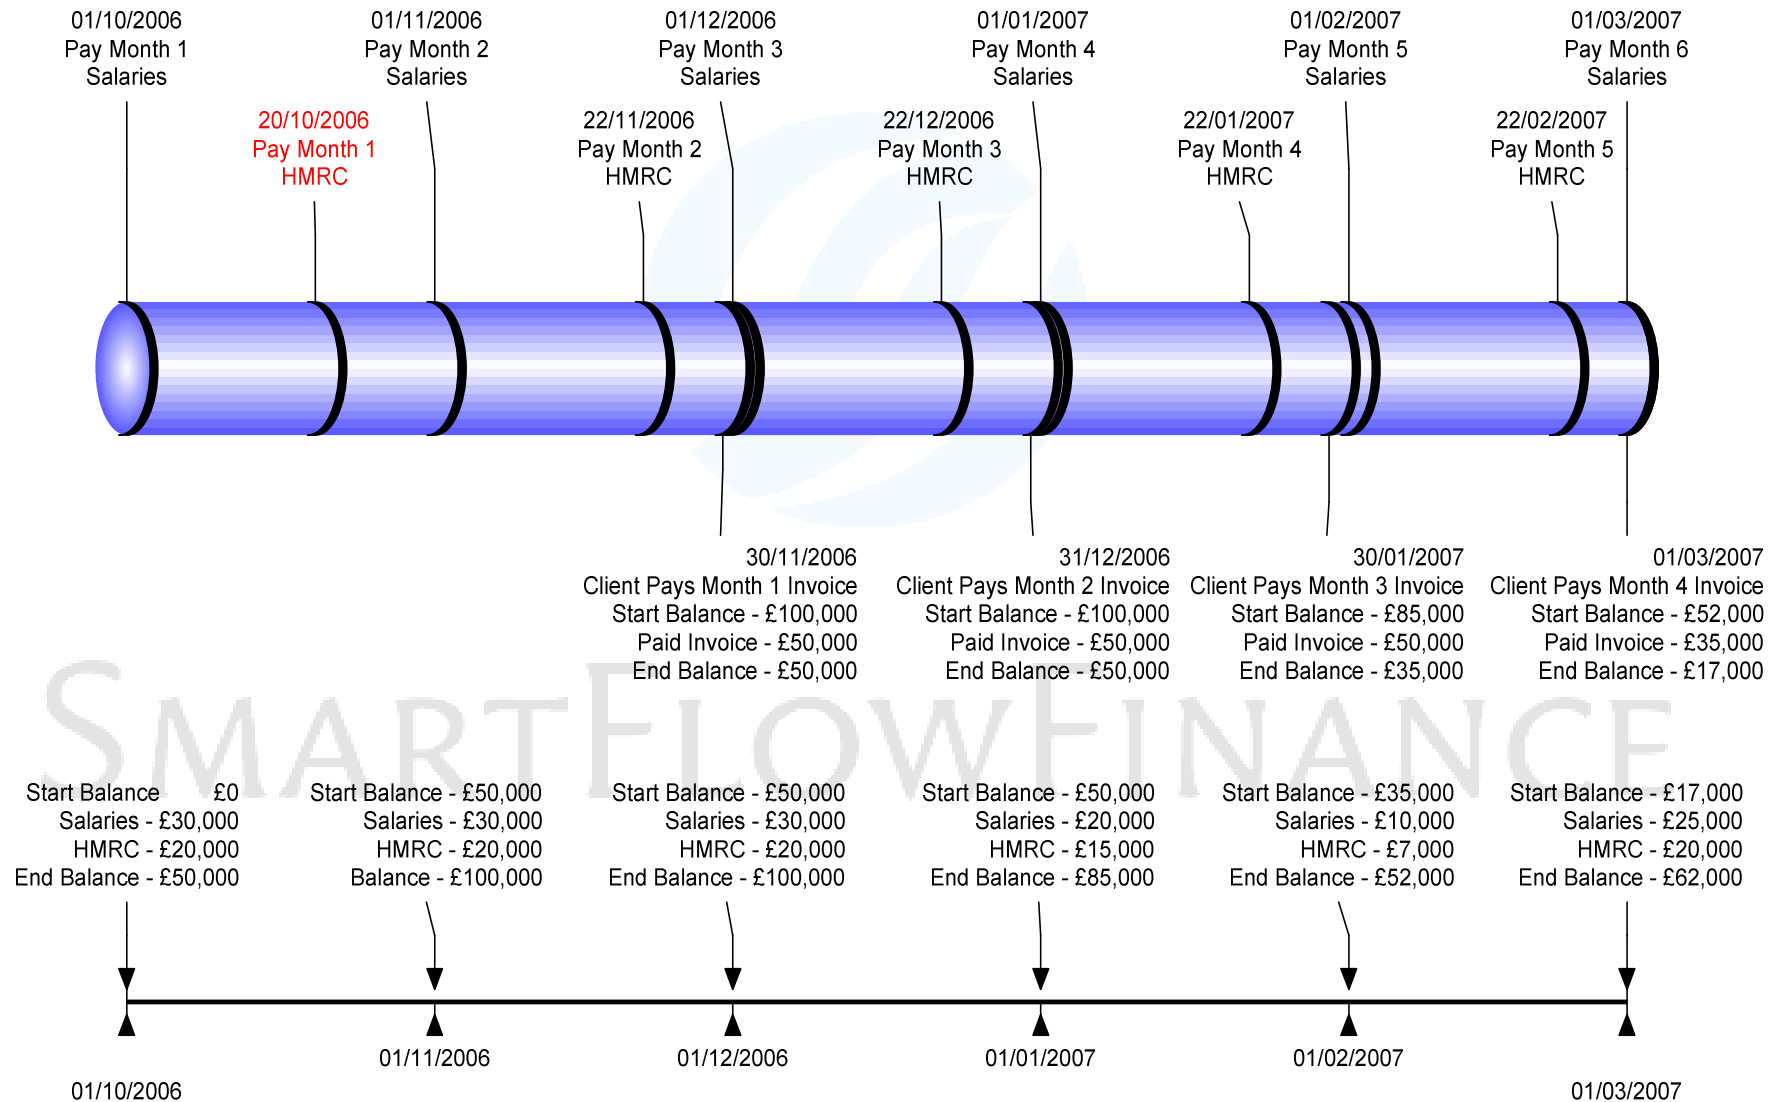 01/10/2006
Pay Month 1
Salaries
01/11/2006
Pay Month 2
Salaries
01/12/2006
Pay Month 3
Salaries
01/01/2007
Pay Month 4
Salaries
01/02/2007
Pay Month 5
Salaries
01/03/2007
Pay Month 6
Salaries
20/10/2006
Pay Month 1
HMRC
22/11/2006
Pay Month 2
HMRC
22/12/2006
Pay Month 3
HMRC
22/01/2007
Pay Month 4
HMRC
22/02/2007
Pay Month 5
HMRC
30/11/2006
Client Pays Month 1 Invoice
Start Balance - £100,000
Paid Invoice - £50,000
End Balance - £50,000
31/12/2006
Client Pays Month 2 Invoice
Start Balance - £100,000
Paid Invoice - £50,000
End Balance - £50,000
30/01/2007
Client Pays Month 3 Invoice
Start Balance - £85,000
Paid Invoice - £50,000
End Balance - £35,000
01/03/2007
Client Pays Month 4 Invoice
Start Balance - £52,000
Paid Invoice - £35,000
End Balance - £17,000
SMARTFLOWFINANCE
Start Balance £0
Salaries - £30,000
HMRC - £20,000
End Balance - £50,000
Start Balance - £50,000
Salaries - £30,000
HMRC - £20,000
Balance - £100,000
Start Balance - £50,000
Salaries - £30,000
HMRC - £20,000
End Balance - £100,000
Start Balance - £50,000
Salaries - £20,000
HMRC - £15,000
End Balance - £85,000
Start Balance - £35,000
Salaries - £10,000
HMRC - £7,000
End Balance - £52,000
Start Balance - £17,000
Salaries - £25,000
HMRC - £20,000
End Balance - £62,000
01/10/2006
01/11/2006
01/12/2006
01/01/2007
01/02/2007
01/03/2007